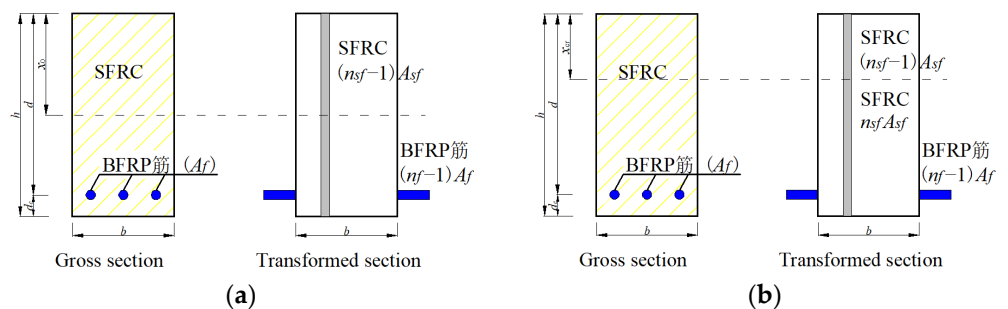 h
d
x₀
SFRC
BFRP筋 (Af)
dc
b
Gross section
SFRC
(nsf−1)Asf
BFRP筋
(nf−1)Af
b
Transformed section
(a)
h
d
xcr
SFRC
BFRP筋 (Af)
b
Gross section
SFRC
(nsf−1)Asf
SFRC
nsfAsf
BFRP筋
(nf−1)Af
b
Transformed section
(b)